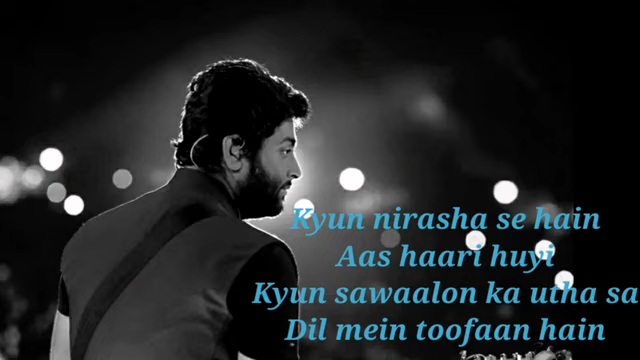 Kyun nirasha se hain
Aas haari huyi
Kyun sawaalon ka utha sa
Dil mein toofaan hain